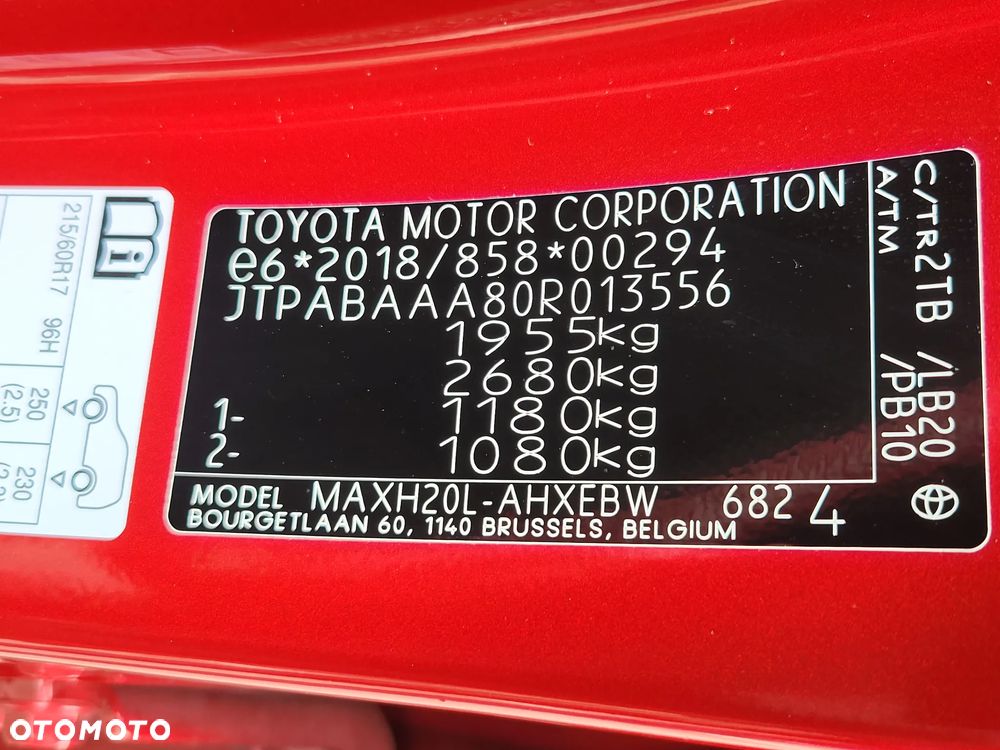 TOYOTA MOTOR CORPORATION
e6*2018/858*00294
JTPABAAAA80R013556
1955kg
2680kg
1- 1180kg
2- 1080kg
C/TR2TB /LB20
A/TM /PB10
MODEL MAXH20L-AHXEBW 682 4
BOURGETLAAN 60, 1140 BRUSSELS, BELGIUM
215/60R17 96H
250
(2.5)
230
OTOMOTO